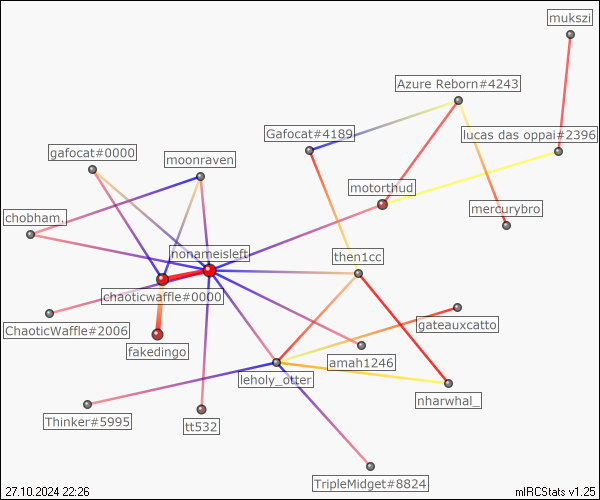 mukszi
Azure Reborn#4243
Gafocat#4189
lucas das oppai#2396
gafocat#0000
moonraven
motorthud
chobham.
mercurybro
nonameisleft
then1cc
chaoticwaffle#0000
ChaoticWaffle#2006
gateauxcatto
fakedingo
amah1246
leholy_otter
nharwhal_
Thinker#5995
tt532
TripleMidget#8824
27.10.2024 22:26
mIRCStats v1.25